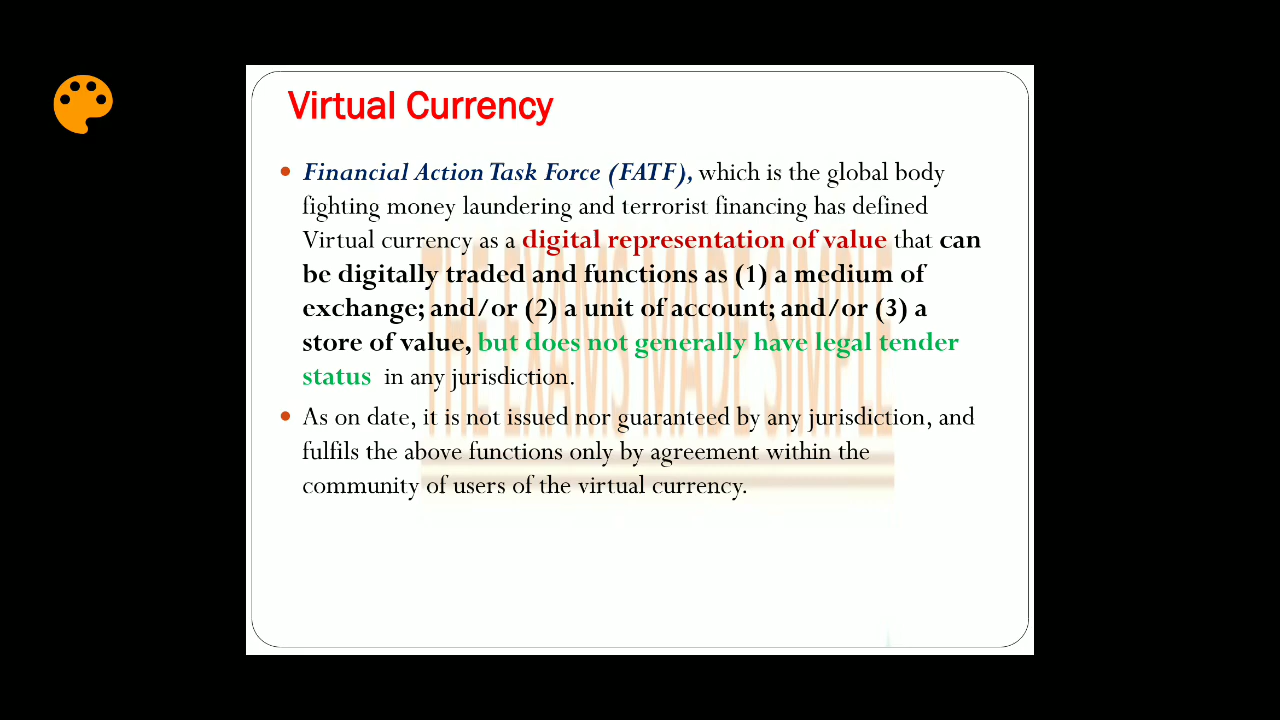 Virtual Currency
• Financial Action Task Force (FATF), which is the global body
fighting money laundering and terrorist financing has defined
Virtual currency as a digital representation of value that can
be digitally traded and functions as (1) a medium of
exchange; and/or (2) a unit of account; and/or (3) a
store of value, but does not generally have legal tender
status in any jurisdiction.
• As on date, it is not issued nor guaranteed by any jurisdiction, and
fulfils the above functions only by agreement within the
community of users of the virtual currency.
THE EXAMS MADE SIMPLE